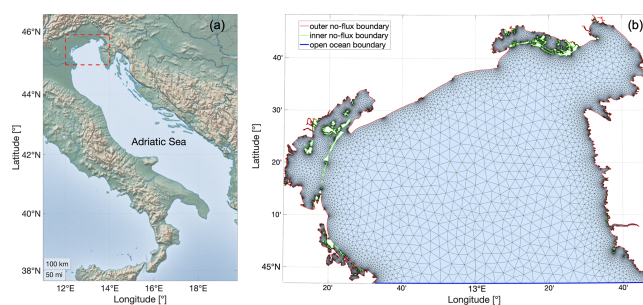 (a)
46°N
44°N
42°N
40°N
38°N
Latitude [°]
Adriatic Sea
100 km
50 mi
12°E 14°E 16°E 18°E
Longitude [°]
(b)
outer no-flux boundary
inner no-flux boundary
open ocean boundary
40'
30'
20'
10'
45°N
Latitude [°]
20' 40' 13°E 20' 40'
Longitude [°]